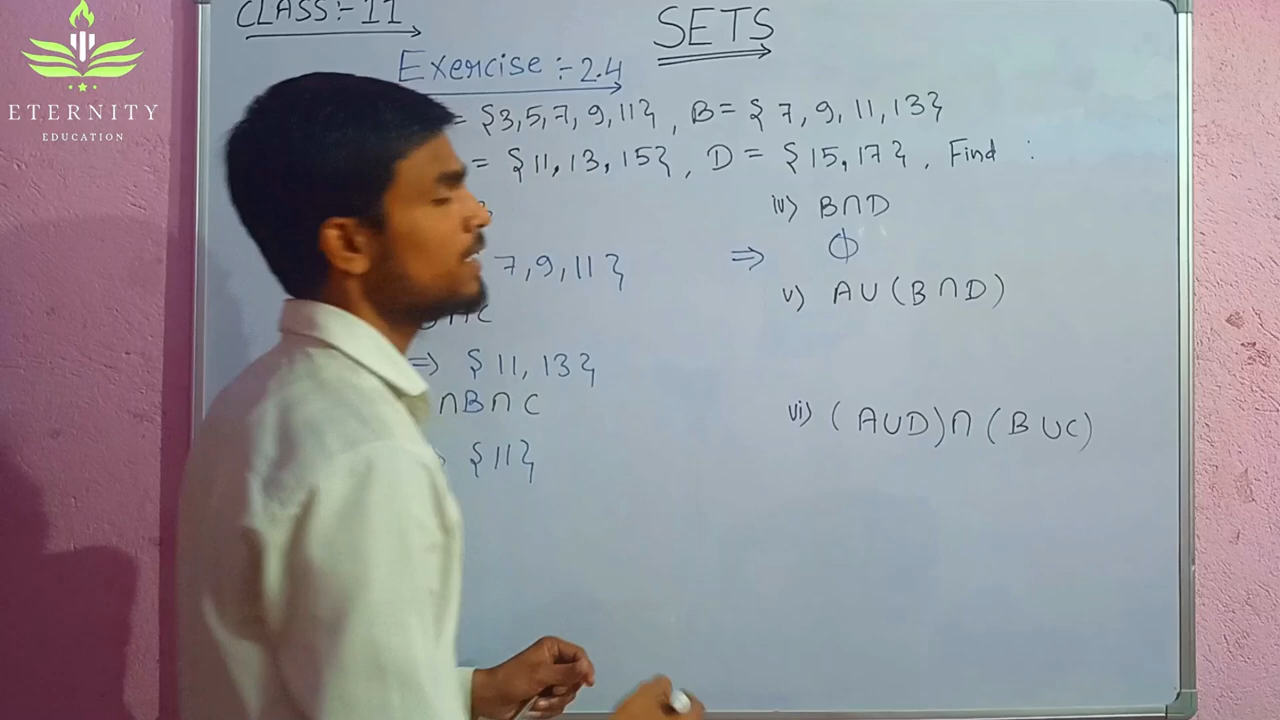 ETERNITY
EDUCATION
CLASS:- 11
SETS
Exercise :- 2.4
= {3, 5, 7, 9, 11}, B = { 7, 9, 11, 13}
= {11, 13, 15}, D = {15, 17}, Find :
7, 9, 11}
∩C
⇒ {11, 13}
∩B∩C
{11}
iv) B∩D
⇒ ϕ
v) A∪(B∩D)
vi) (A∪D)∩(B∪C)